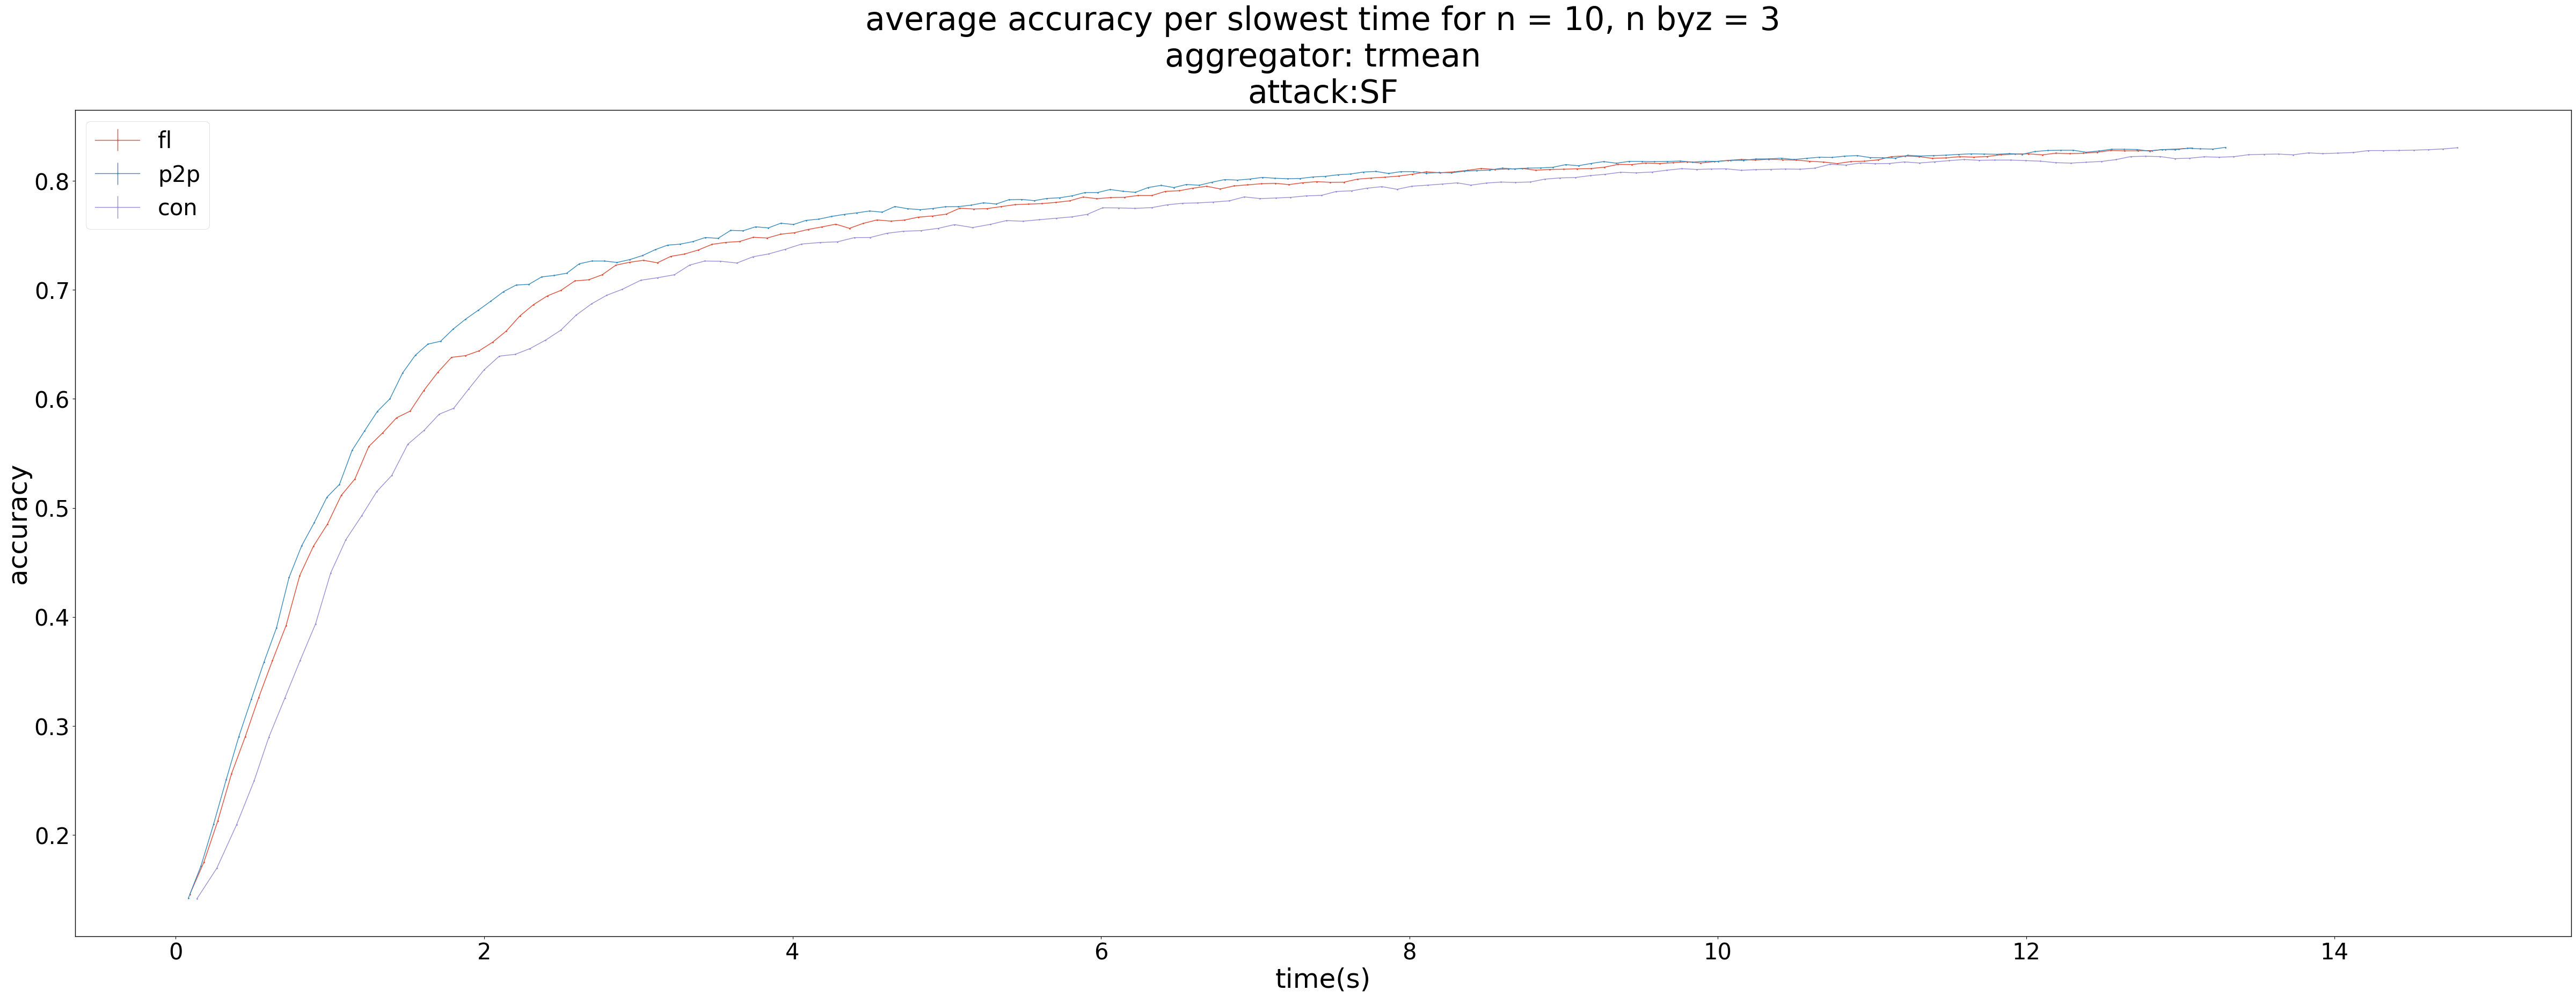 average accuracy per slowest time for n = 10, n byz = 3
aggregator: trmean
attack:SF
fl
p2p
con
accuracy
0.8
0.7
0.6
0.5
0.4
0.3
0.2
0 2 4 6 8 10 12 14
time(s)